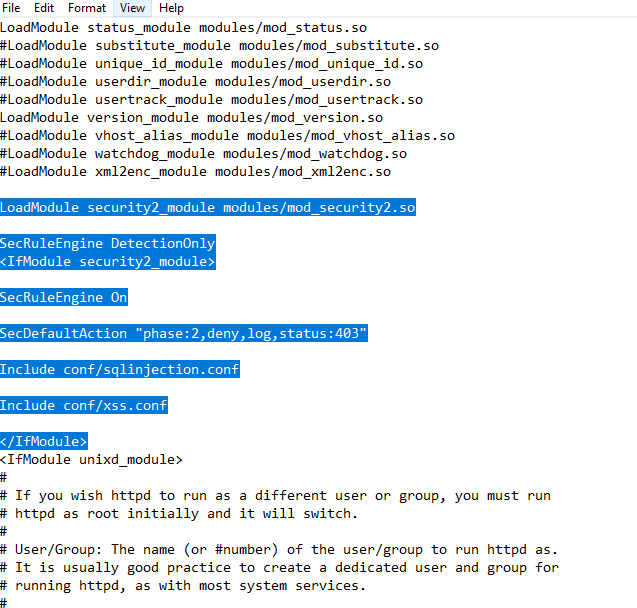 File Edit Format View Help
LoadModule status_module modules/mod_status.so
#LoadModule substitute_module modules/mod_substitute.so
#LoadModule unique_id_module modules/mod_unique_id.so
#LoadModule userdir_module modules/mod_userdir.so
#LoadModule usertrack_module modules/mod_usertrack.so
LoadModule version_module modules/mod_version.so
#LoadModule vhost_alias_module modules/mod_vhost_alias.so
#LoadModule watchdog_module modules/mod_watchdog.so
#LoadModule xml2enc_module modules/mod_xml2enc.so
LoadModule security2_module modules/mod_security2.so
SecRuleEngine DetectionOnly
<IfModule security2_module>
SecRuleEngine On
SecDefaultAction "phase:2,deny,log,status:403"
Include conf/sqlinjection.conf
Include conf/xss.conf
</IfModule>
<IfModule unixd_module>
#
# If you wish httpd to run as a different user or group, you must run
# httpd as root initially and it will switch.
#
# User/Group: The name (or #number) of the user/group to run httpd as.
# It is usually good practice to create a dedicated user and group for
# running httpd, as with most system services.
#